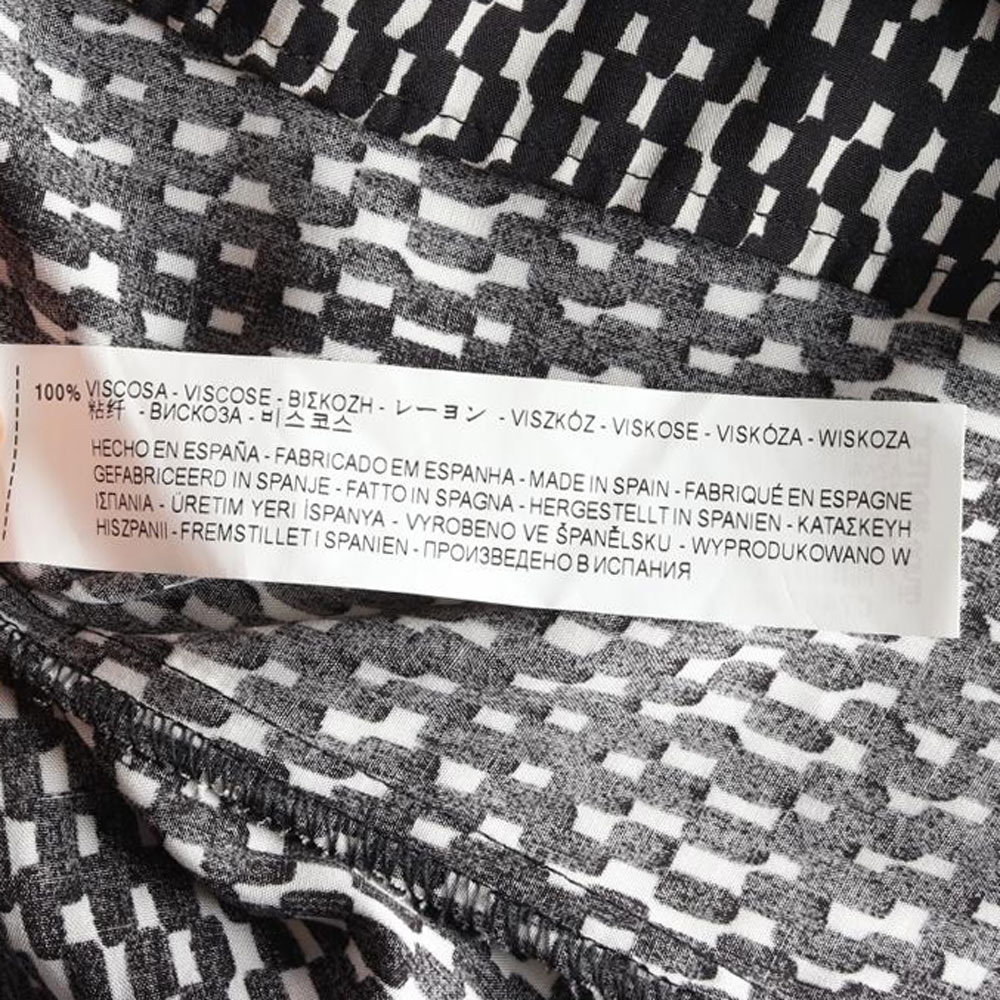 100% VISCOSA - VISCOSE - ΒΙΣΚΟΖΗ - レーヨン - VISZKÓZ - VISKOSE - VISKÓZA - WISKOZA
粘纤 - ВИСКОЗА - 비스코스
HECHO EN ESPAÑA - FABRICADO EM ESPANHA - MADE IN SPAIN - FABRIQUÉ EN ESPAGNE
GEFABRICEERD IN SPANJE - FATTO IN SPAGNA - HERGESTELLT IN SPANIEN - ΚΑΤΑΣΚΕΥΗ
ΙΣΠΑΝΙΑ - ÜRETIM YERI İSPANYA - VYROBENO VE ŠPANĚLSKU - WYPRODUKOWANO W
HISZPANII - FREMSTILLET I SPANIEN - ПРОИЗВЕДЕНО В ИСПАНИЯ